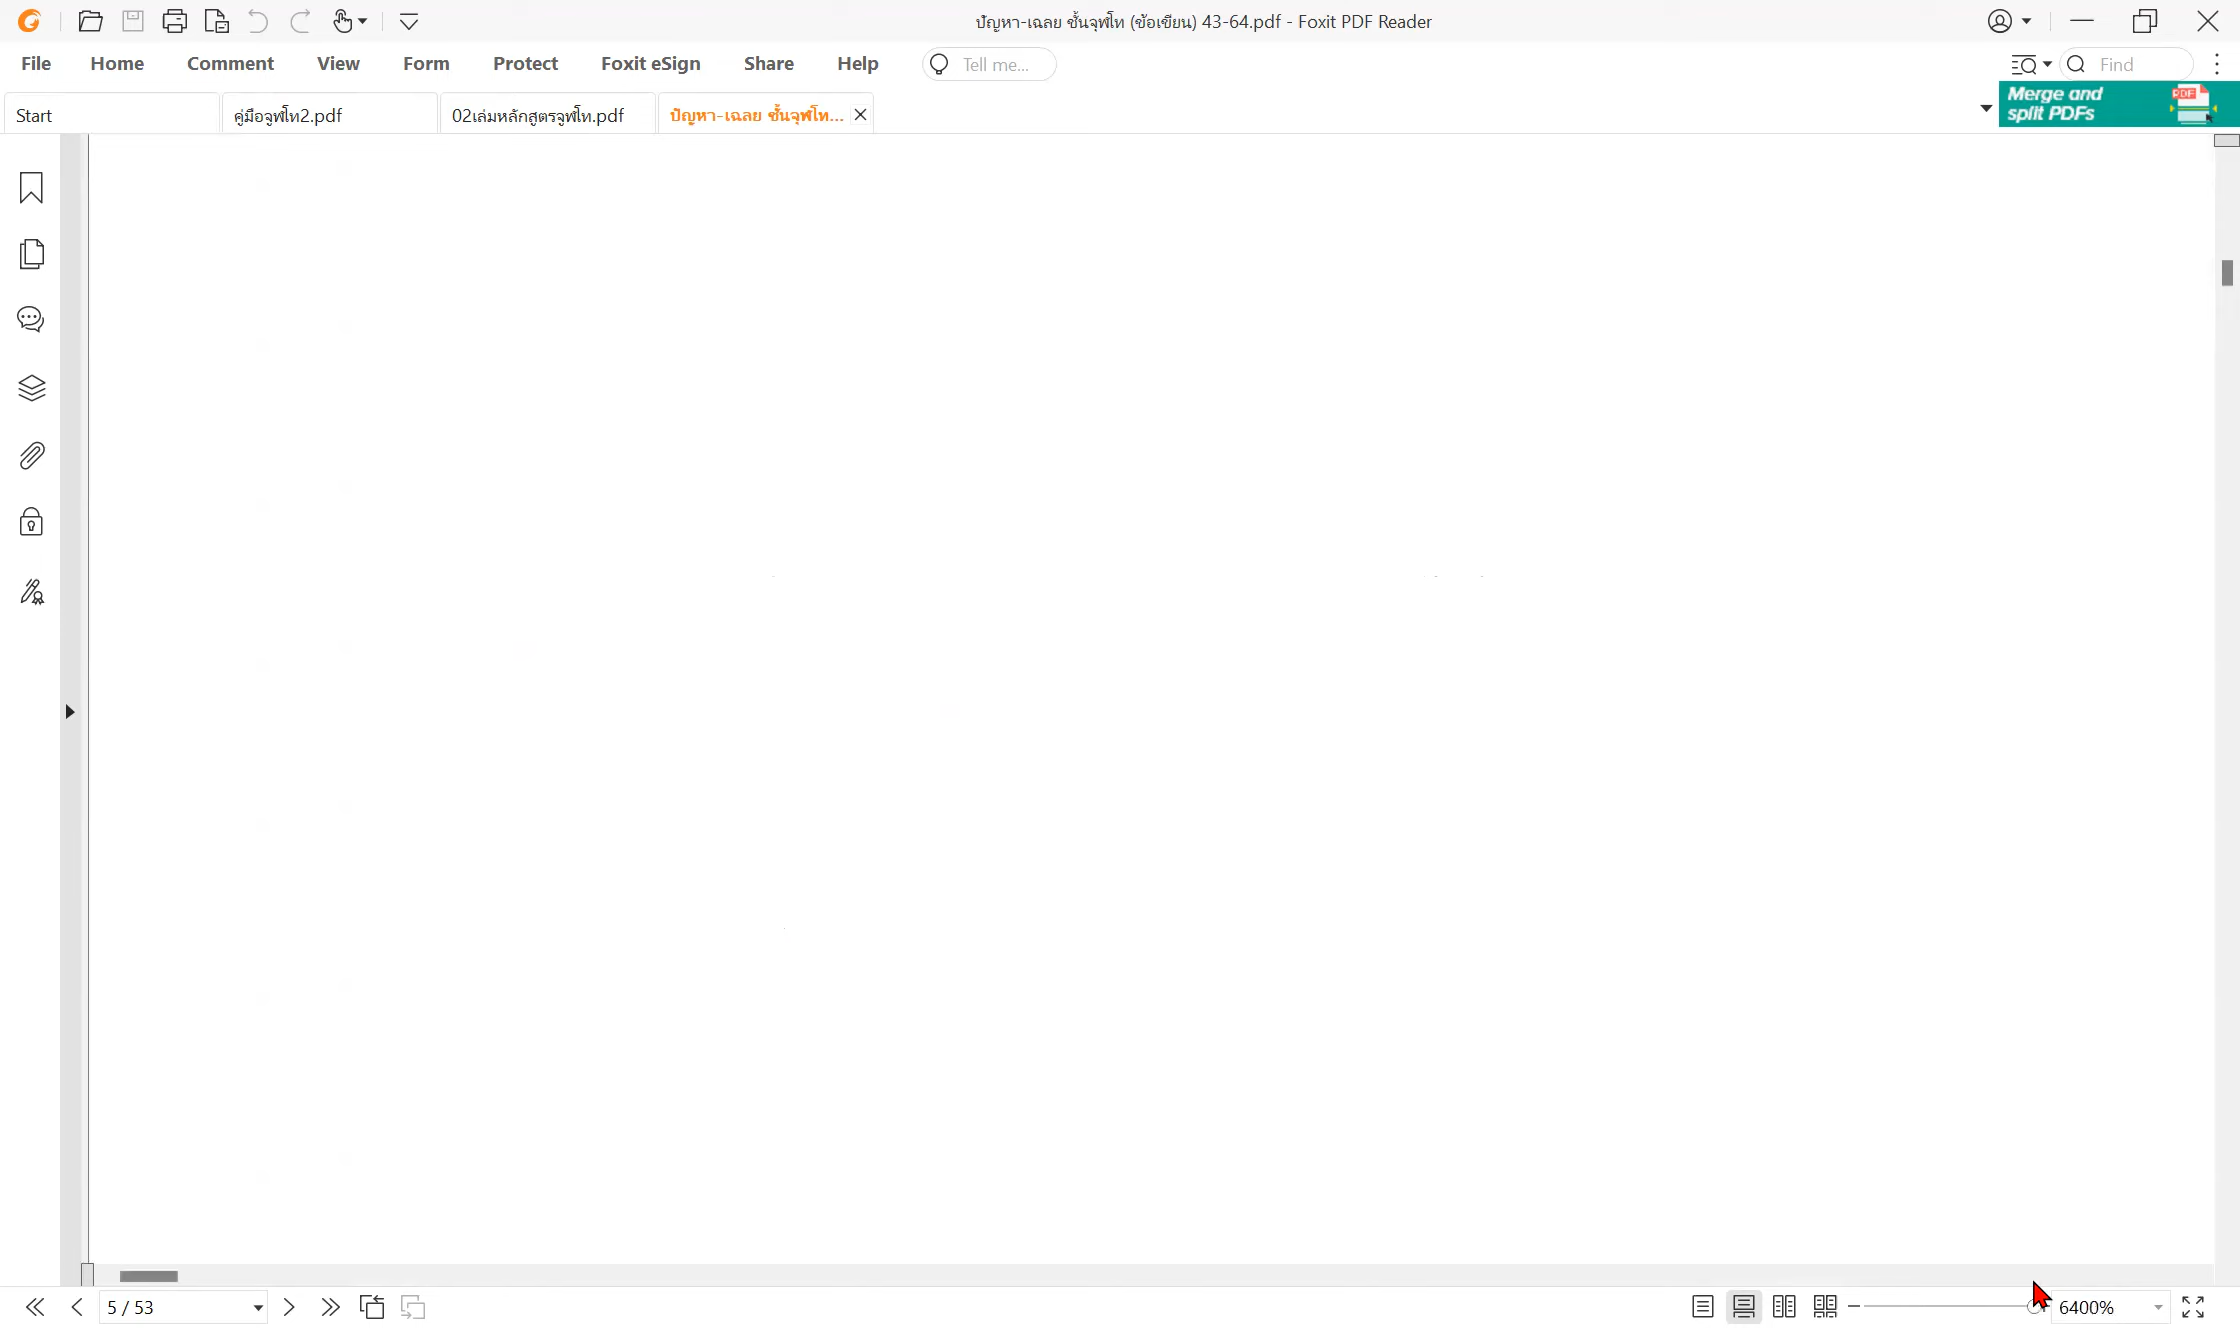 ปัญหา-เฉลย ชั้นจูฬโท (ข้อเขียน) 43-64.pdf - Foxit PDF Reader
File Home Comment View Form Protect Foxit eSign Share Help Tell me... Find
Start คู่มือจูฬโท2.pdf 02เล่มหลักสูตรจูฬโท.pdf ปัญหา-เฉลย ชั้นจูฬโท...
Merge and
split PDFs
PDF
5 / 53 6400%